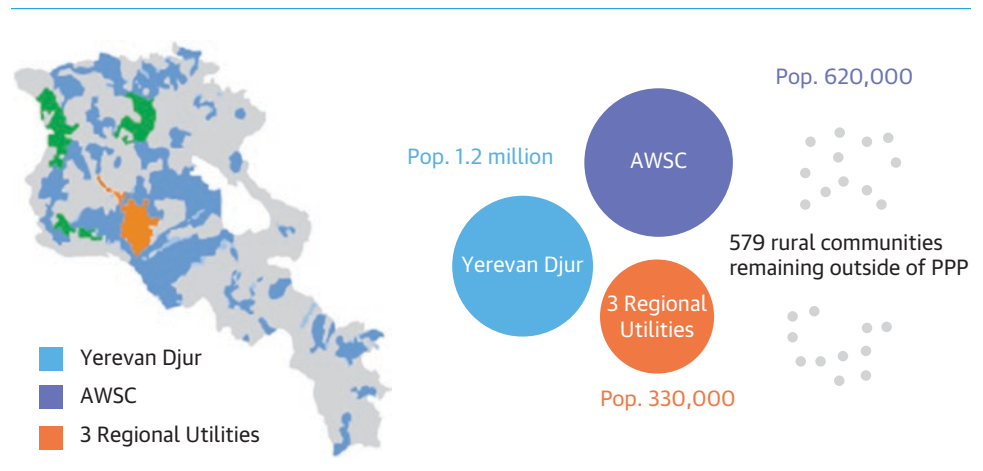 Yerevan Djur
AWSC
3 Regional Utilities
Pop. 1.2 million
Yerevan Djur
AWSC
3 Regional
Utilities
Pop. 330,000
Pop. 620,000
579 rural communities
remaining outside of PPP